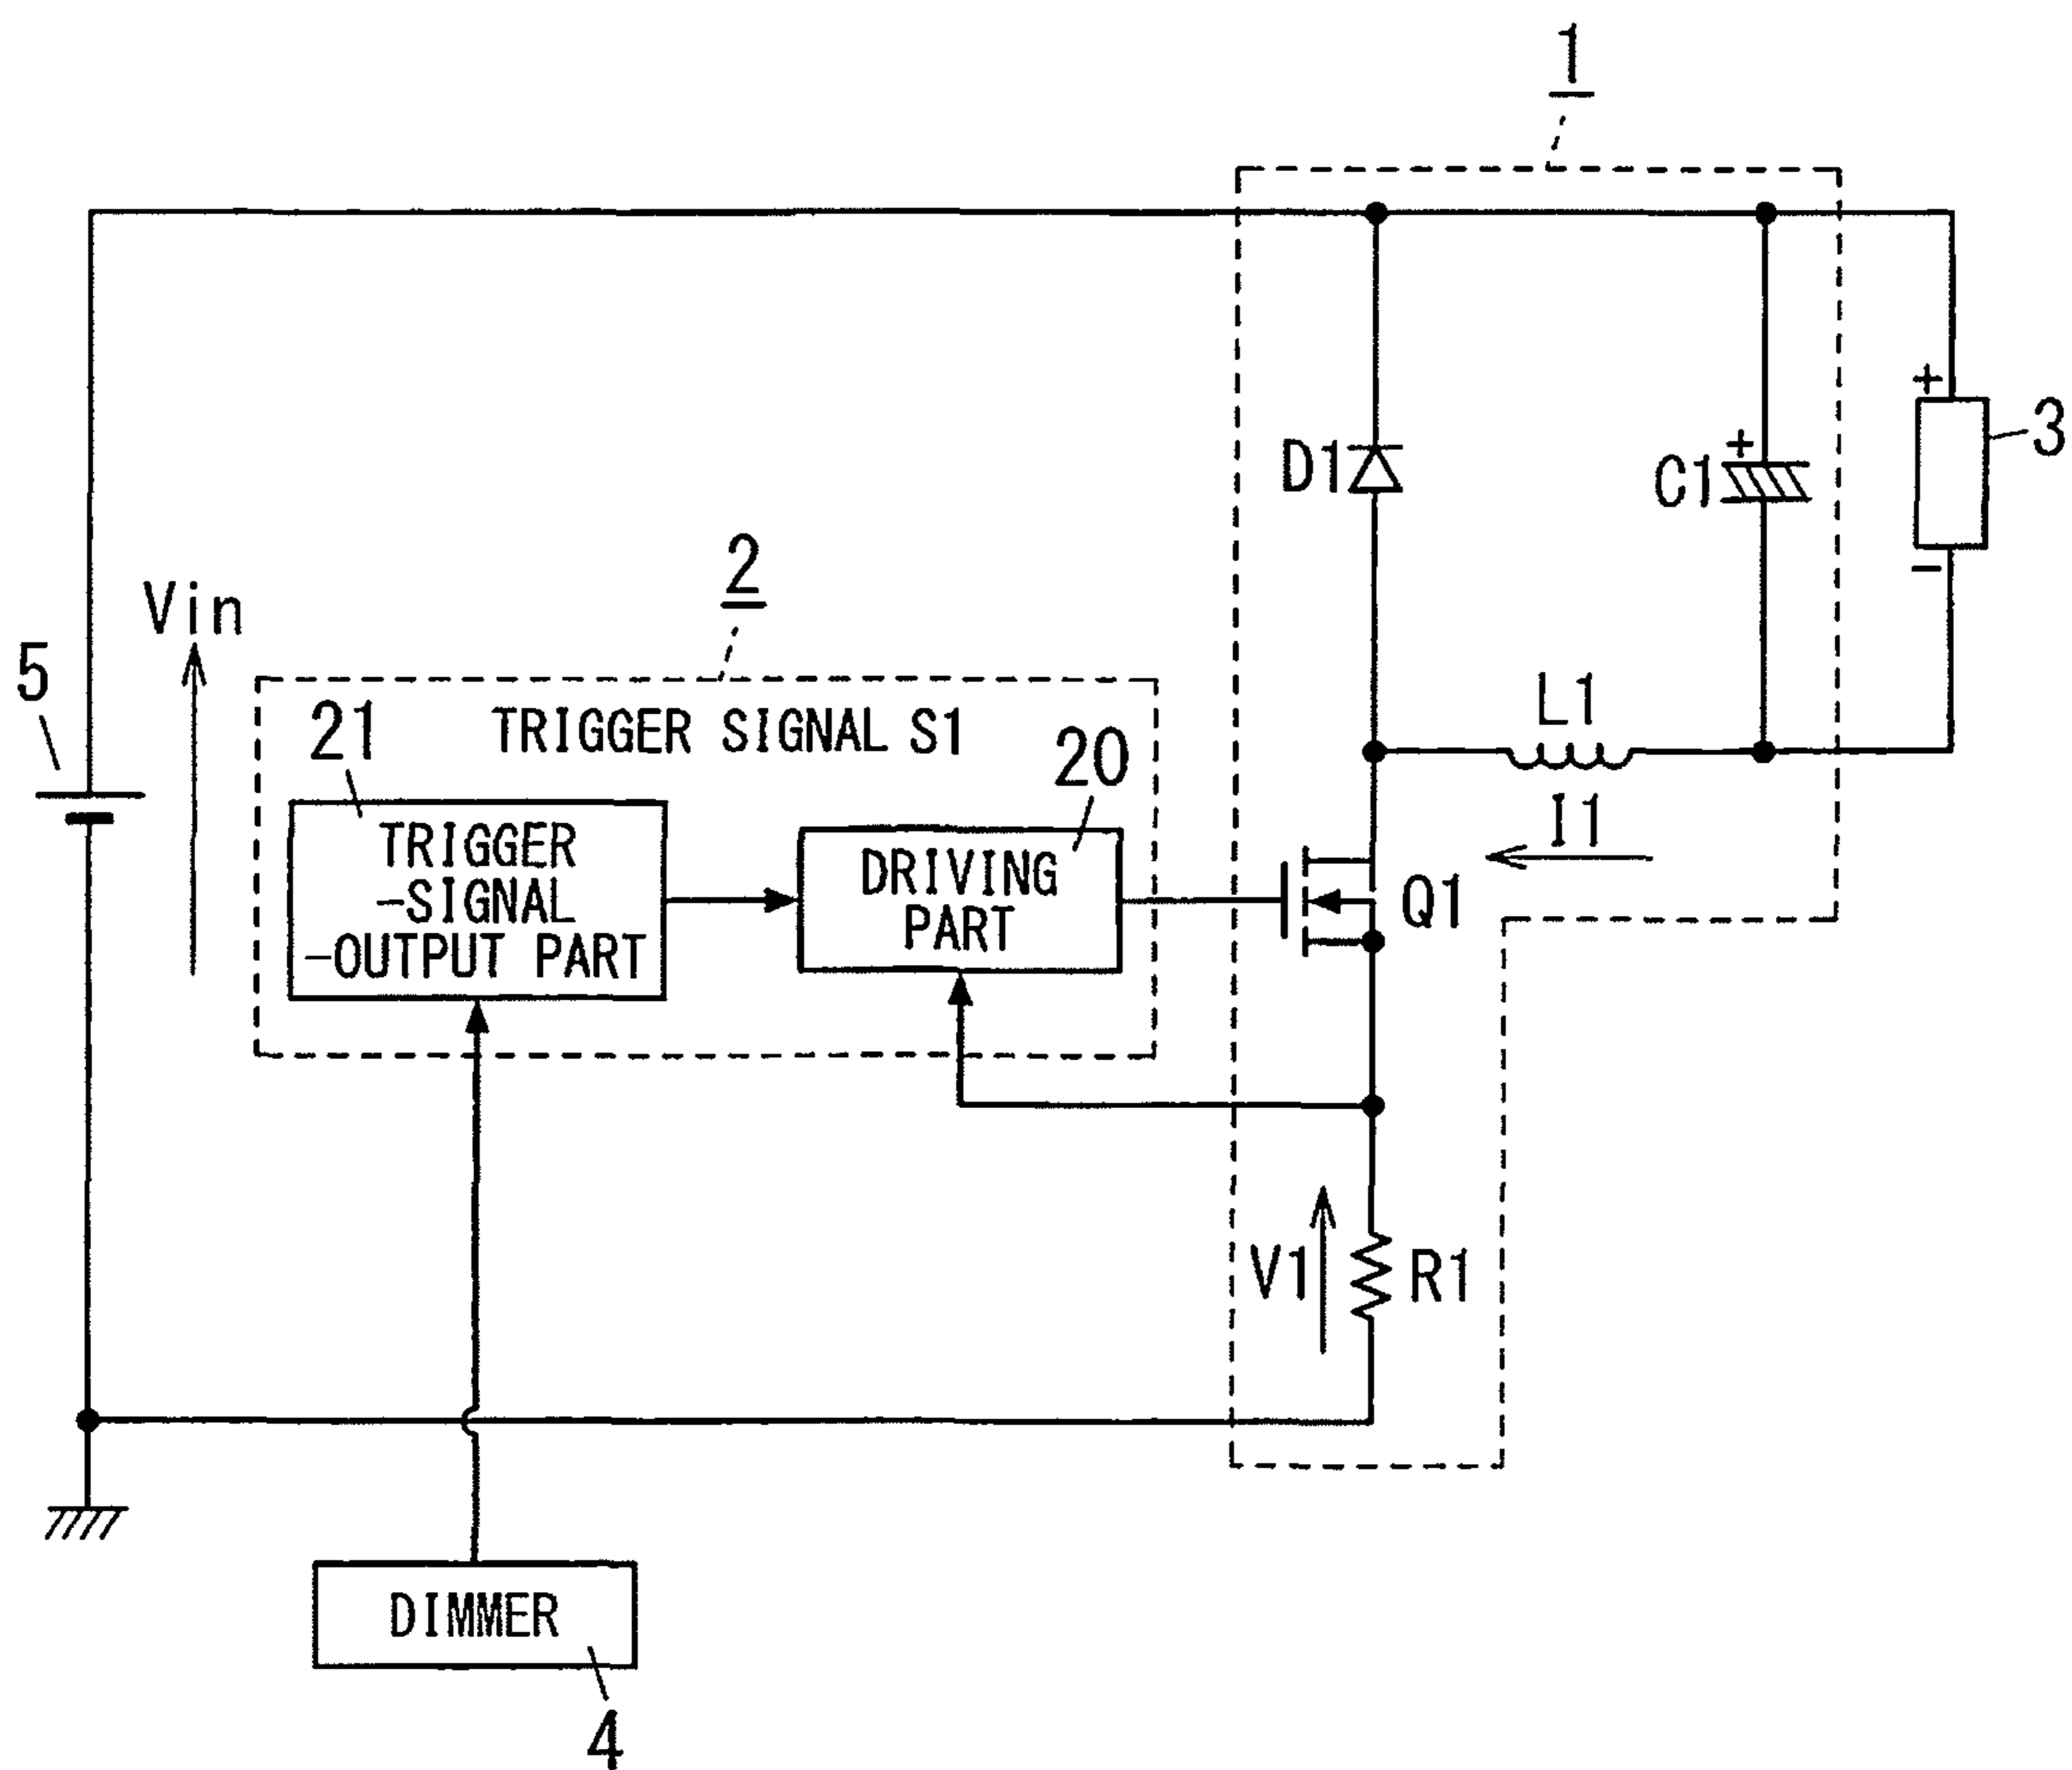 1
+
3
D1
+
C1
-
2
Vin
5
21
TRIGGER SIGNAL S1
20
L1
TRIGGER
-SIGNAL
-OUTPUT PART
DRIVING
PART
I1
Q1
V1
R1
DIMMER
4